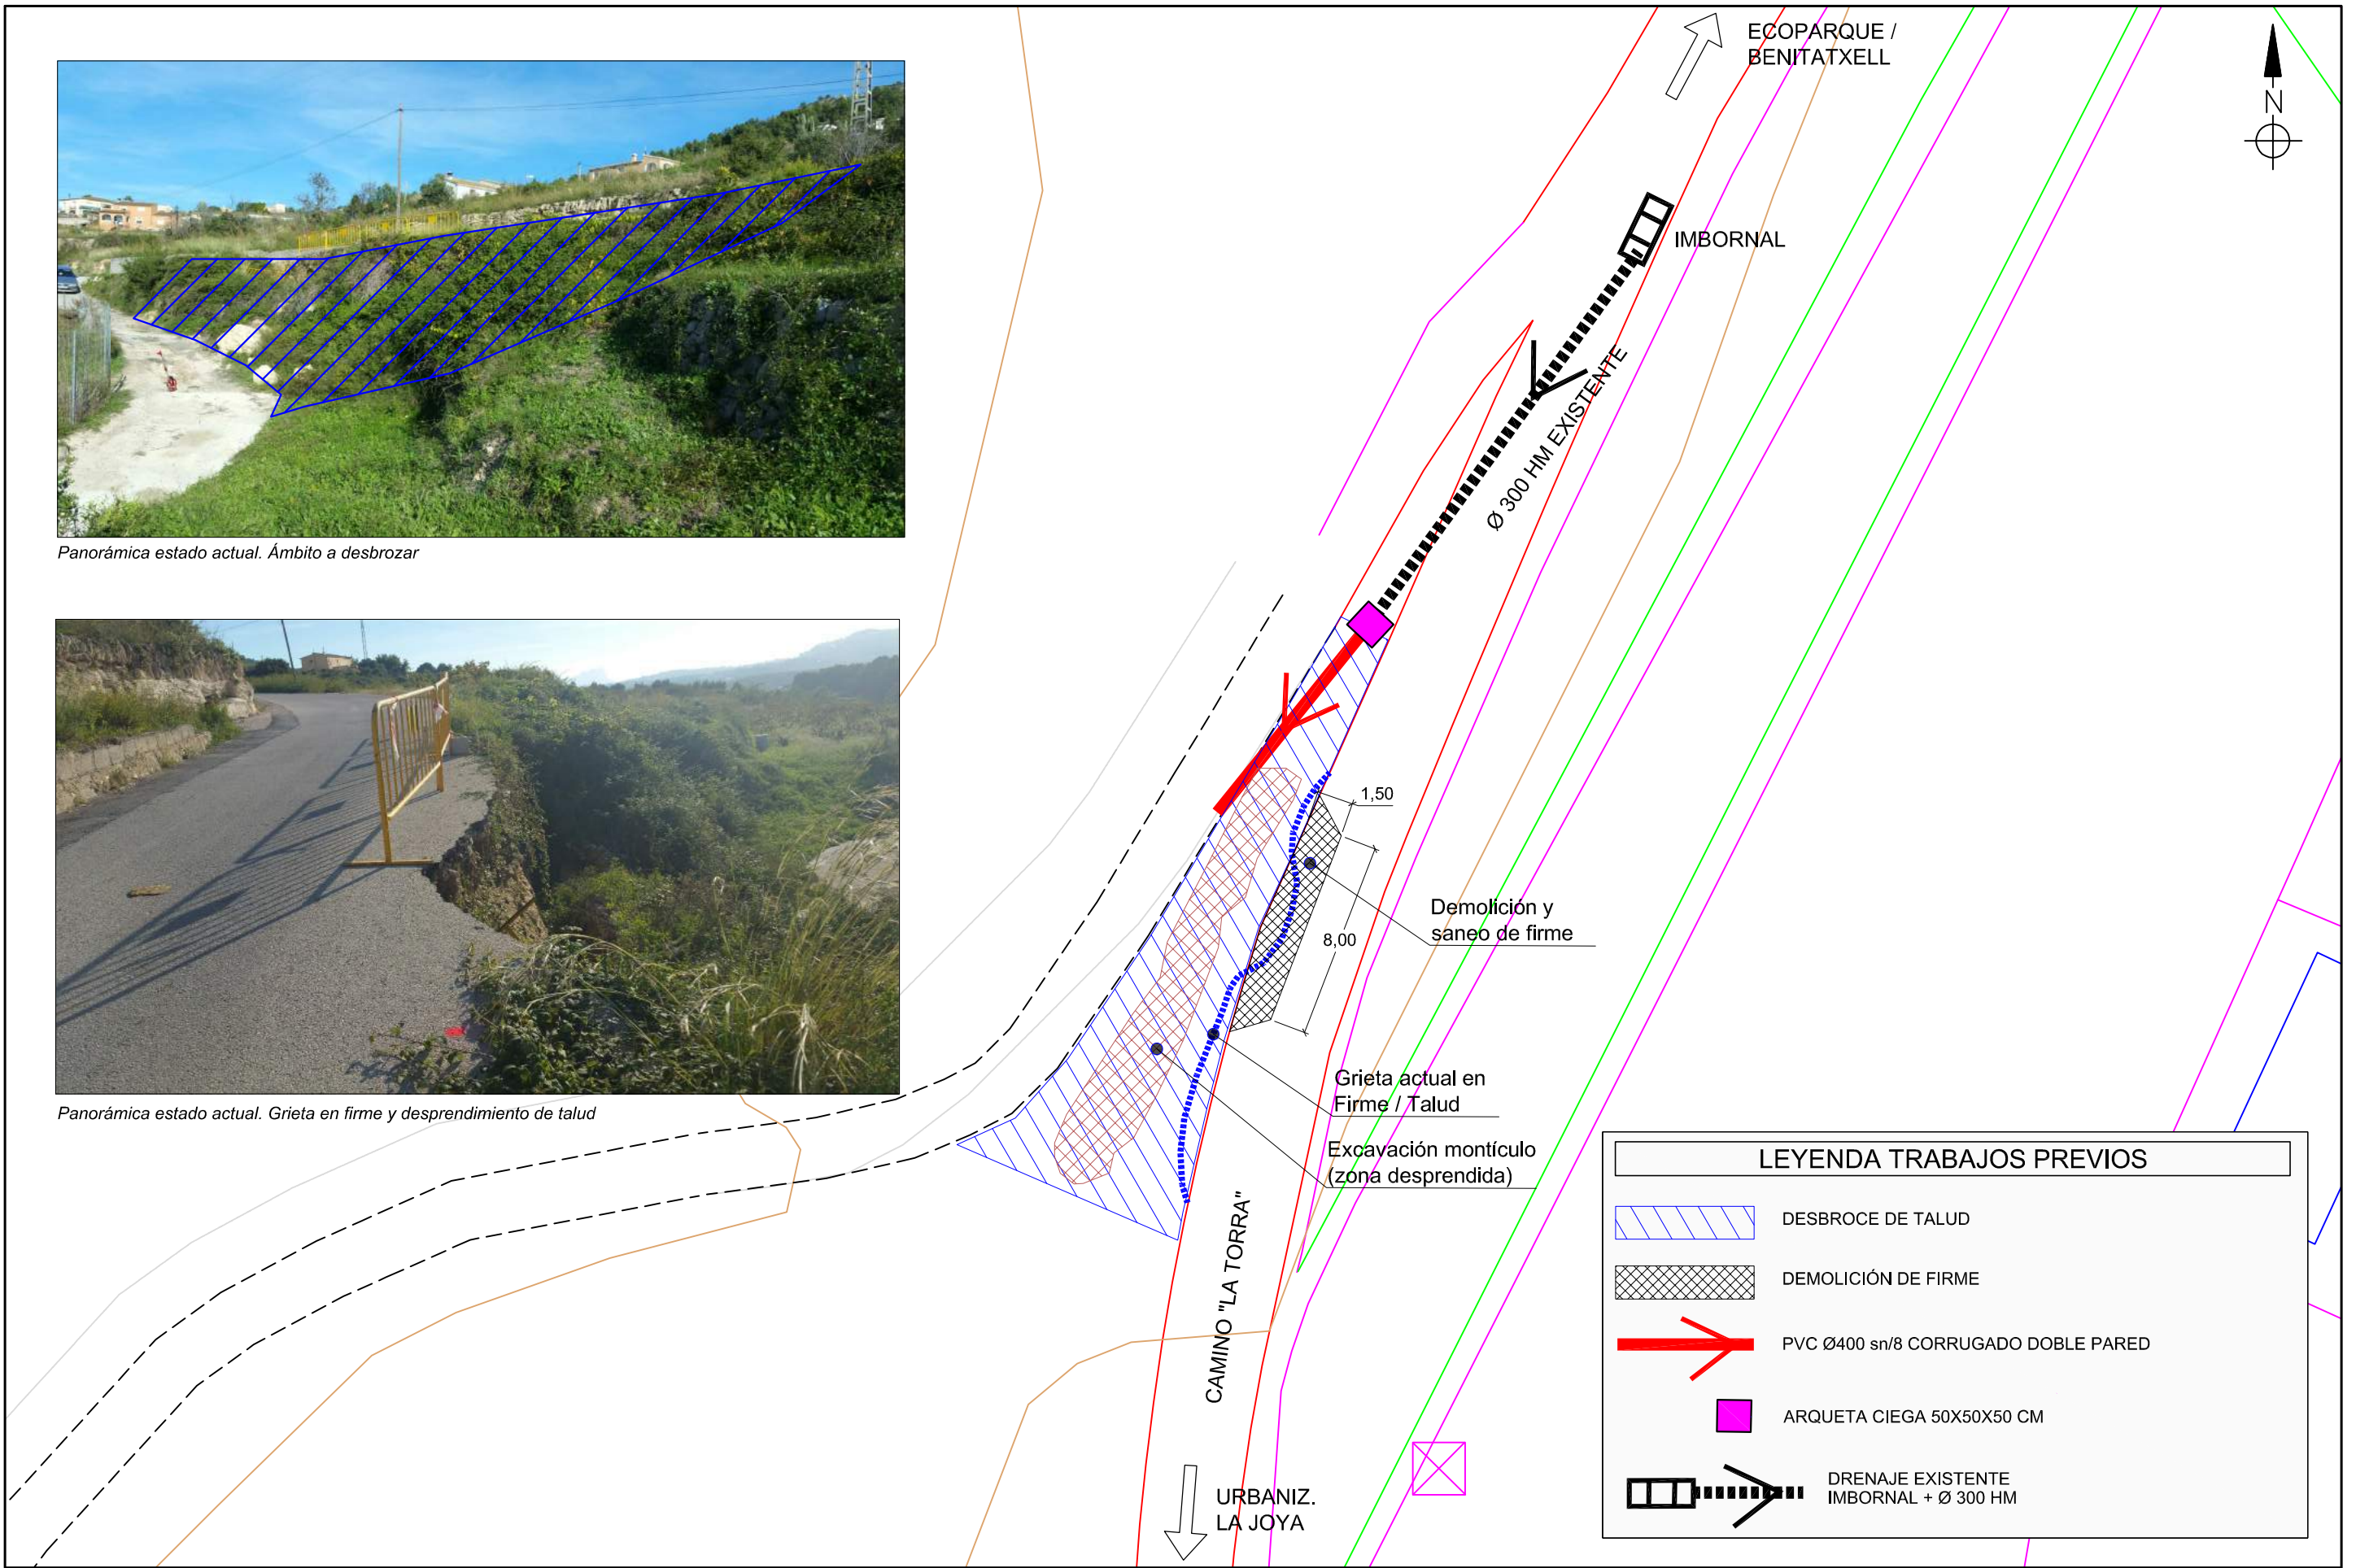 ECOPARQUE /
BENITATXELL
N
IMBORNAL
Ø 300 HM EXISTENTE
Panorámica estado actual. Ámbito a desbrozar
1,50
8,00
Demolición y
saneo de firme
Grieta actual en
Firme / Talud
Excavación montículo
(zona desprendida)
Panorámica estado actual. Grieta en firme y desprendimiento de talud
CAMINO "LA TORRA"
URBANIZ.
LA JOYA
LEYENDA TRABAJOS PREVIOS
DESBROCE DE TALUD
DEMOLICIÓN DE FIRME
PVC Ø400 sn/8 CORRUGADO DOBLE PARED
ARQUETA CIEGA 50X50X50 CM
DRENAJE EXISTENTE
IMBORNAL + Ø 300 HM